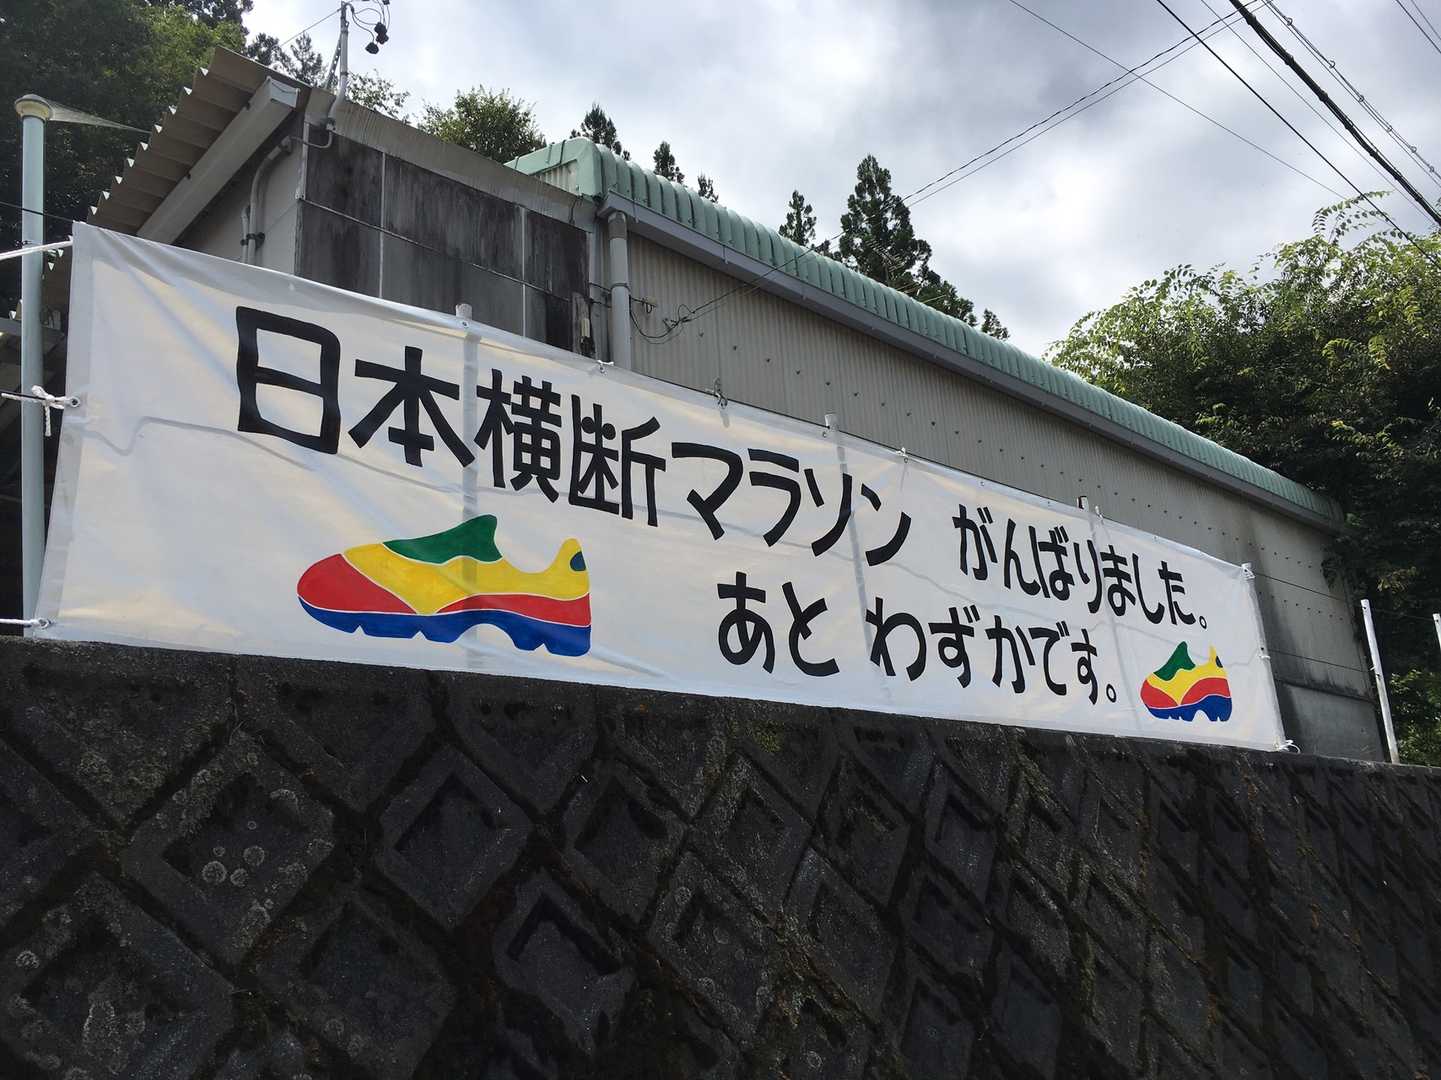 日本横断マラソン がんばりました。
あと わずかです。